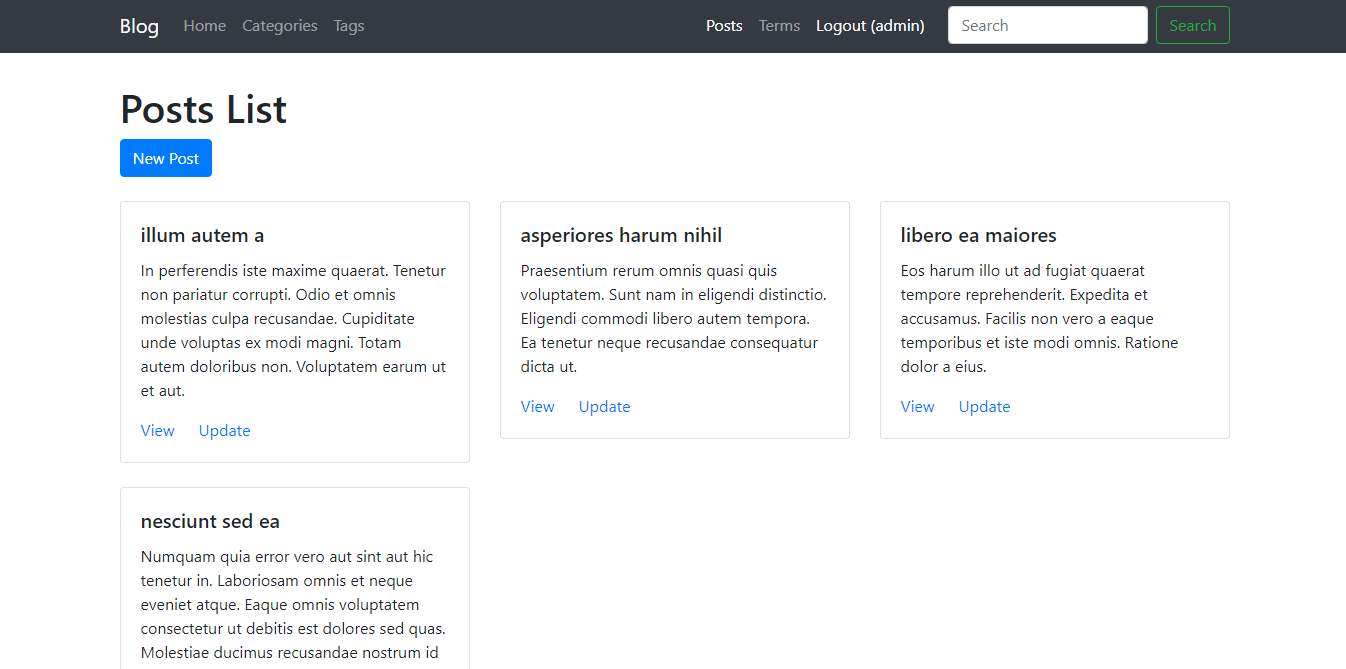 Blog Home Categories Tags Posts Terms Logout (admin) Search Search
Posts List
New Post
illum autem a
In perferendis iste maxime quaerat. Tenetur
non pariatur corrupti. Odio et omnis
molestias culpa recusandae. Cupiditate
unde voluptas ex modi magni. Totam
autem doloribus non. Voluptatem earum ut
et aut.
View Update
asperiores harum nihil
Praesentium rerum omnis quasi quis
voluptatem. Sunt nam in eligendi distinctio.
Eligendi commodi libero autem tempora.
Ea tenetur neque recusandae consequatur
dicta ut.
View Update
libero ea maiores
Eos harum illo ut ad fugiat quaerat
tempore reprehenderit. Expedita et
accusamus. Facilis non vero a eaque
temporibus et iste modi omnis. Ratione
dolor a eius.
View Update
nesciunt sed ea
Numquam quia error vero aut sint aut hic
tenetur in. Laboriosam omnis et neque
eveniet atque. Eaque omnis voluptatem
consectetur ut debitis est dolores sed quas.
Molestiae ducimus recusandae nostrum id